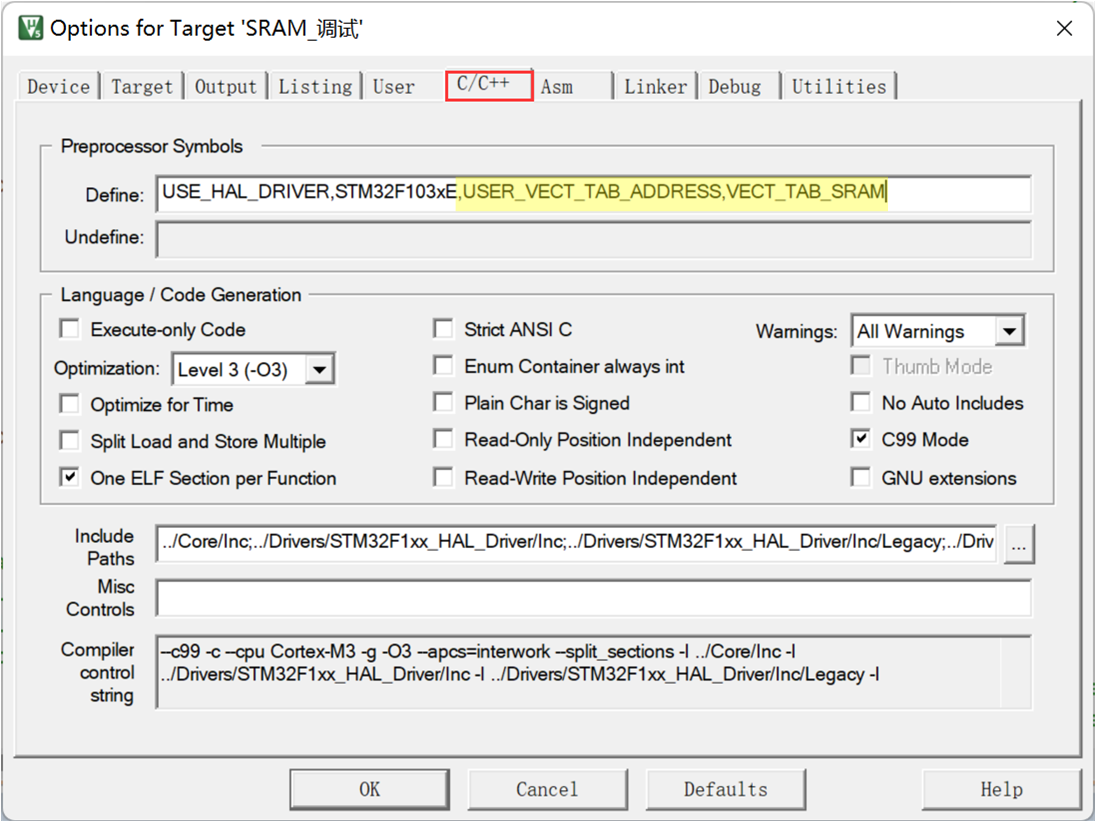 Options for Target 'SRAM_调试'
Device Target Output Listing User C/C++ Asm Linker Debug Utilities
Preprocessor Symbols
Define: USE_HAL_DRIVER,STM32F103xE,USER_VECT_TAB_ADDRESS,VECT_TAB_SRAM
Undefine:
Language / Code Generation
Execute-only Code Strict ANSI C Warnings: All Warnings
Optimization: Level 3 (-O3) Enum Container always int Thumb Mode
Optimize for Time Plain Char is Signed No Auto Includes
Split Load and Store Multiple Read-Only Position Independent C99 Mode
One ELF Section per Function Read-Write Position Independent GNU extensions
Include ../Core/Inc;../Drivers/STM32F1xx_HAL_Driver/Inc;../Drivers/STM32F1xx_HAL_Driver/Inc/Legacy;../Driv ...
Paths
Misc
Controls
Compiler --c99 -c --cpu Cortex-M3 -g -O3 --apcs=interwork --split_sections -I ../Core/Inc -I
control ../Drivers/STM32F1xx_HAL_Driver/Inc -I ../Drivers/STM32F1xx_HAL_Driver/Inc/Legacy -I
string
OK Cancel Defaults Help